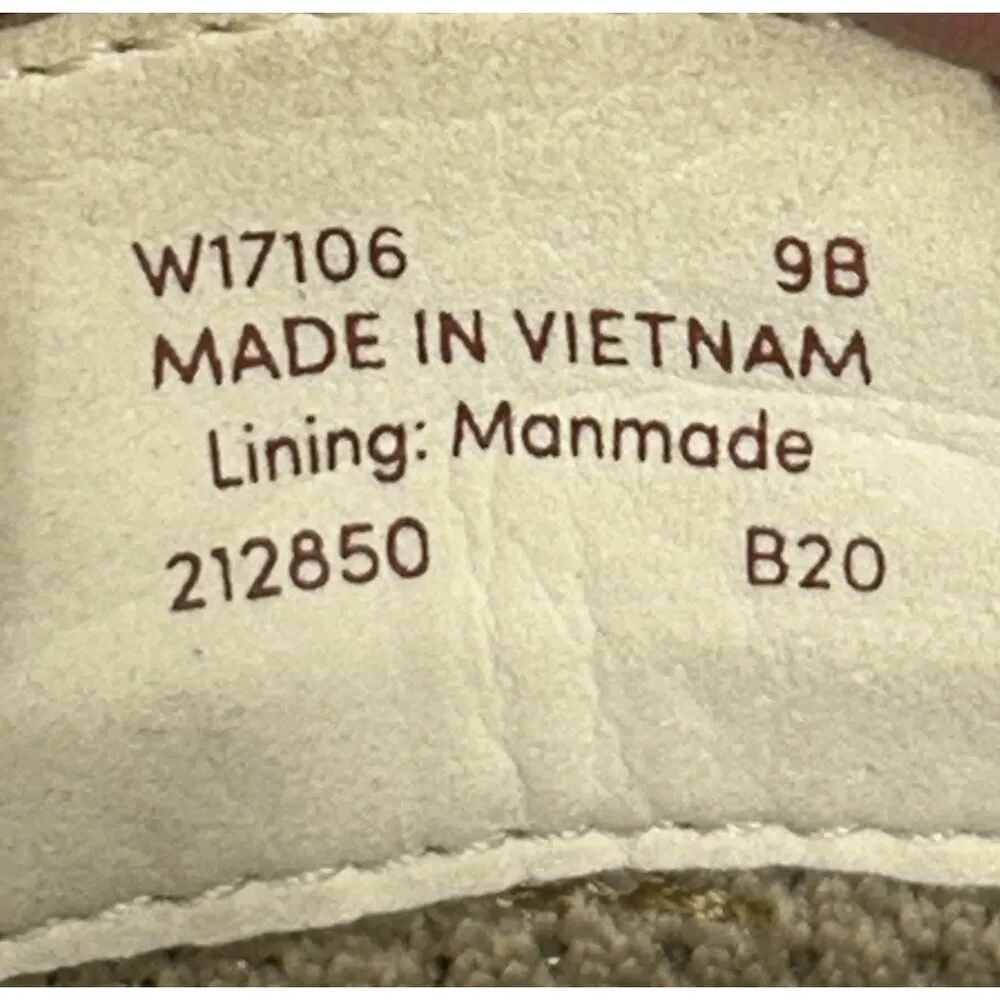 W17106 9B
MADE IN VIETNAM
Lining: Manmade
212850 B20